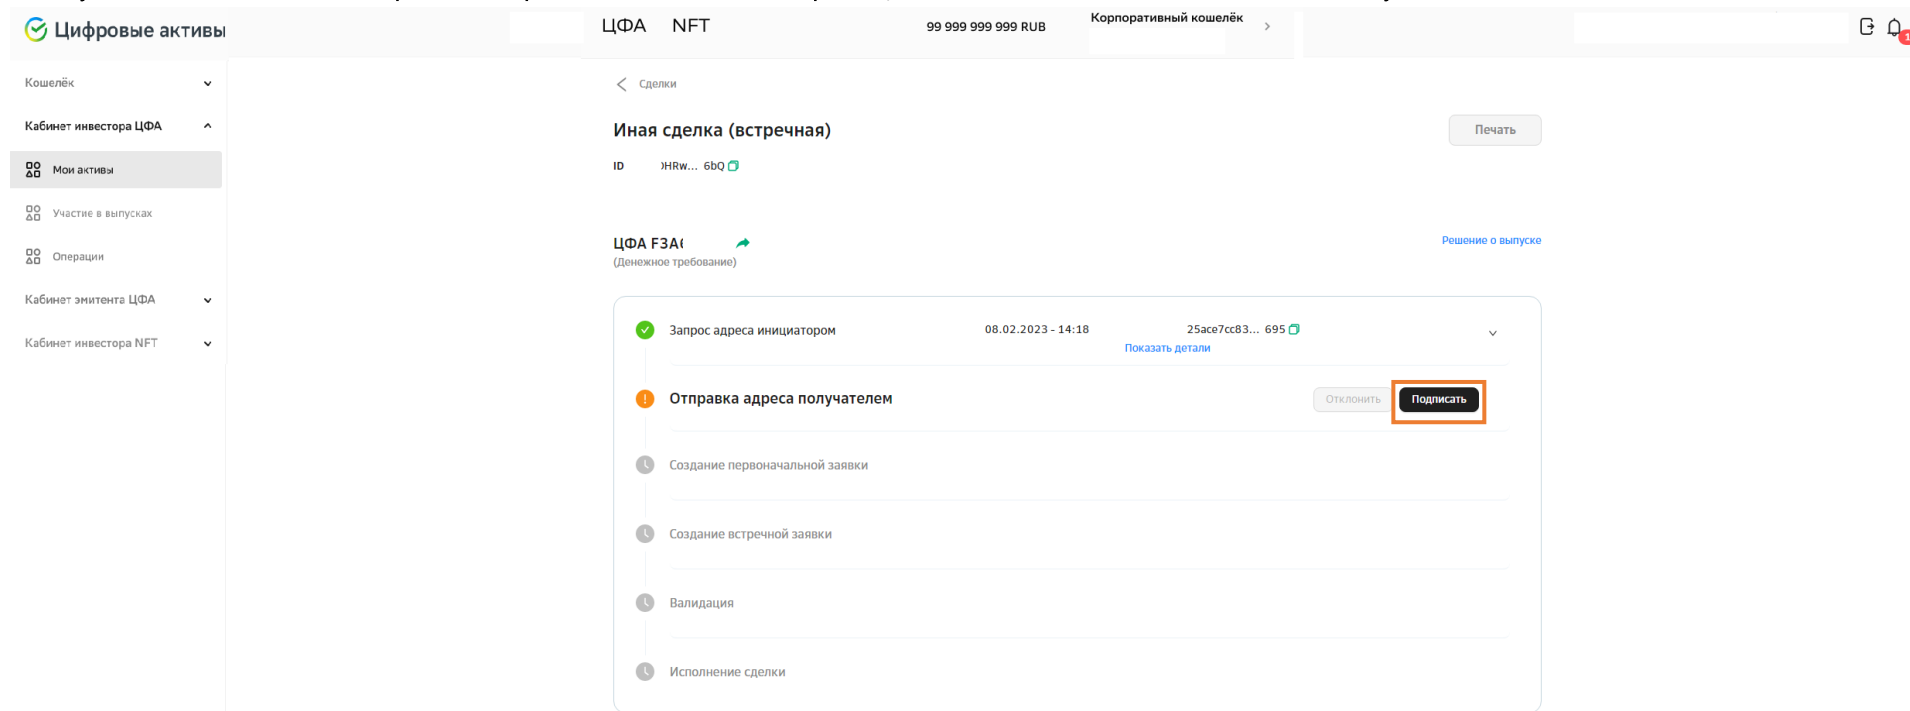 Цифровые активы
ЦФА NFT
99 999 999 999 RUB
Корпоративный кошелёк
1
Кошелёк
Кабинет инвестора ЦФА
Мои активы
Участие в выпусках
Операции
Кабинет эмитента ЦФА
Кабинет инвестора NFT
Сделки
Иная сделка (встречная)
Печать
ID HRw... 6bQ
ЦФА F3A
(Денежное требование)
Решение о выпуске
Запрос адреса инициатором 08.02.2023 - 14:18 25ace7cc83... 695
Показать детали
Отправка адреса получателем Отклонить Подписать
Создание первоначальной заявки
Создание встречной заявки
Валидация
Исполнение сделки